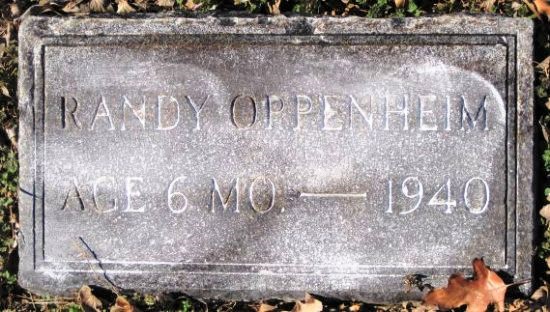 RANDY OPPENHEIM
AGE 6 MO. — 1940